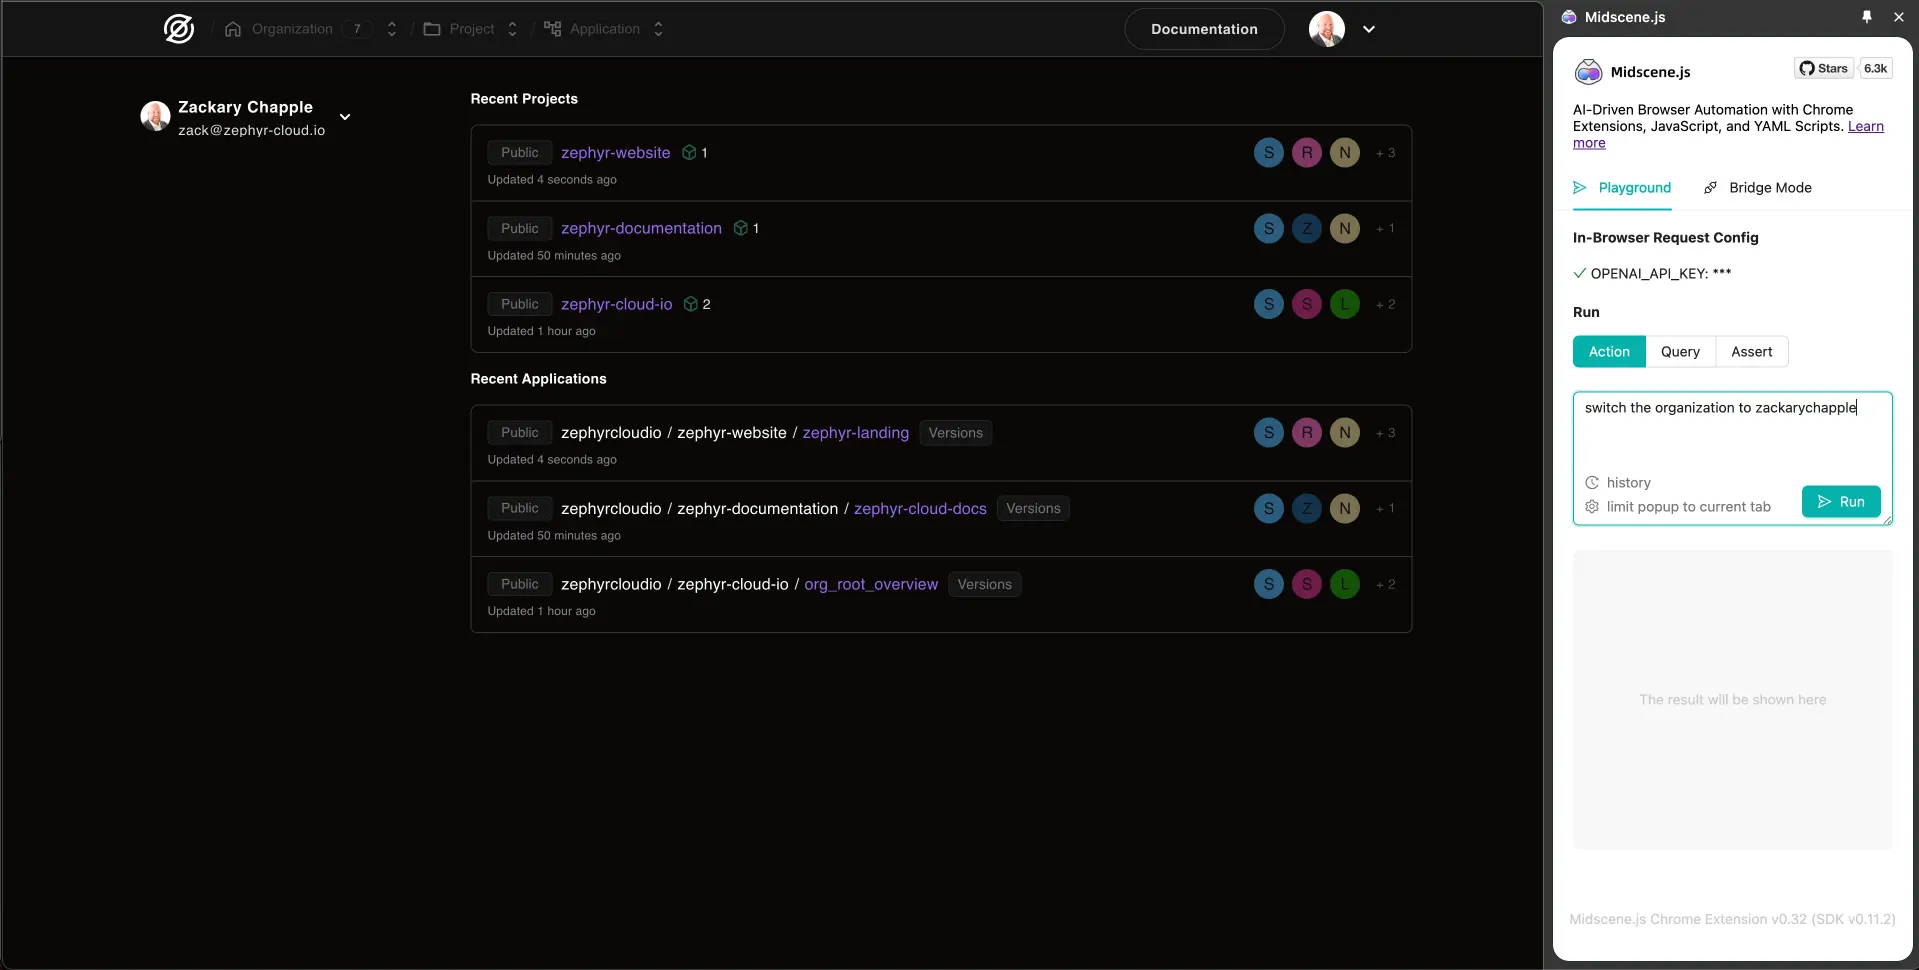 Organization 7
Project
Application
Documentation
Zackary Chapple
zack@zephyr-cloud.io
Recent Projects
Public zephyr-website 1
S R N + 3
Updated 4 seconds ago
Public zephyr-documentation 1
S Z N + 1
Updated 50 minutes ago
Public zephyr-cloud-io 2
S S L + 2
Updated 1 hour ago
Recent Applications
Public zephyrcloudio / zephyr-website / zephyr-landing Versions
S R N + 3
Updated 4 seconds ago
Public zephyrcloudio / zephyr-documentation / zephyr-cloud-docs Versions
S Z N + 1
Updated 50 minutes ago
Public zephyrcloudio / zephyr-cloud-io / org_root_overview Versions
S S L + 2
Updated 1 hour ago
Midscene.js
Midscene.js
Stars 6.3k
AI-Driven Browser Automation with Chrome
Extensions, JavaScript, and YAML Scripts. Learn
more
Playground
Bridge Mode
In-Browser Request Config
OPENAI_API_KEY: ***
Run
Action Query Assert
switch the organization to zackarychapple
history
limit popup to current tab
Run
The result will be shown here
Midscene.js Chrome Extension v0.32 (SDK v0.11.2)